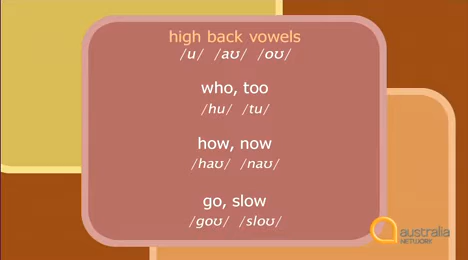 high back vowels
/u/ /aʊ/ /oʊ/
who, too
/hu/ /tu/
how, now
/haʊ/ /naʊ/
go, slow
/goʊ/ /sloʊ/
australia
NETWORK